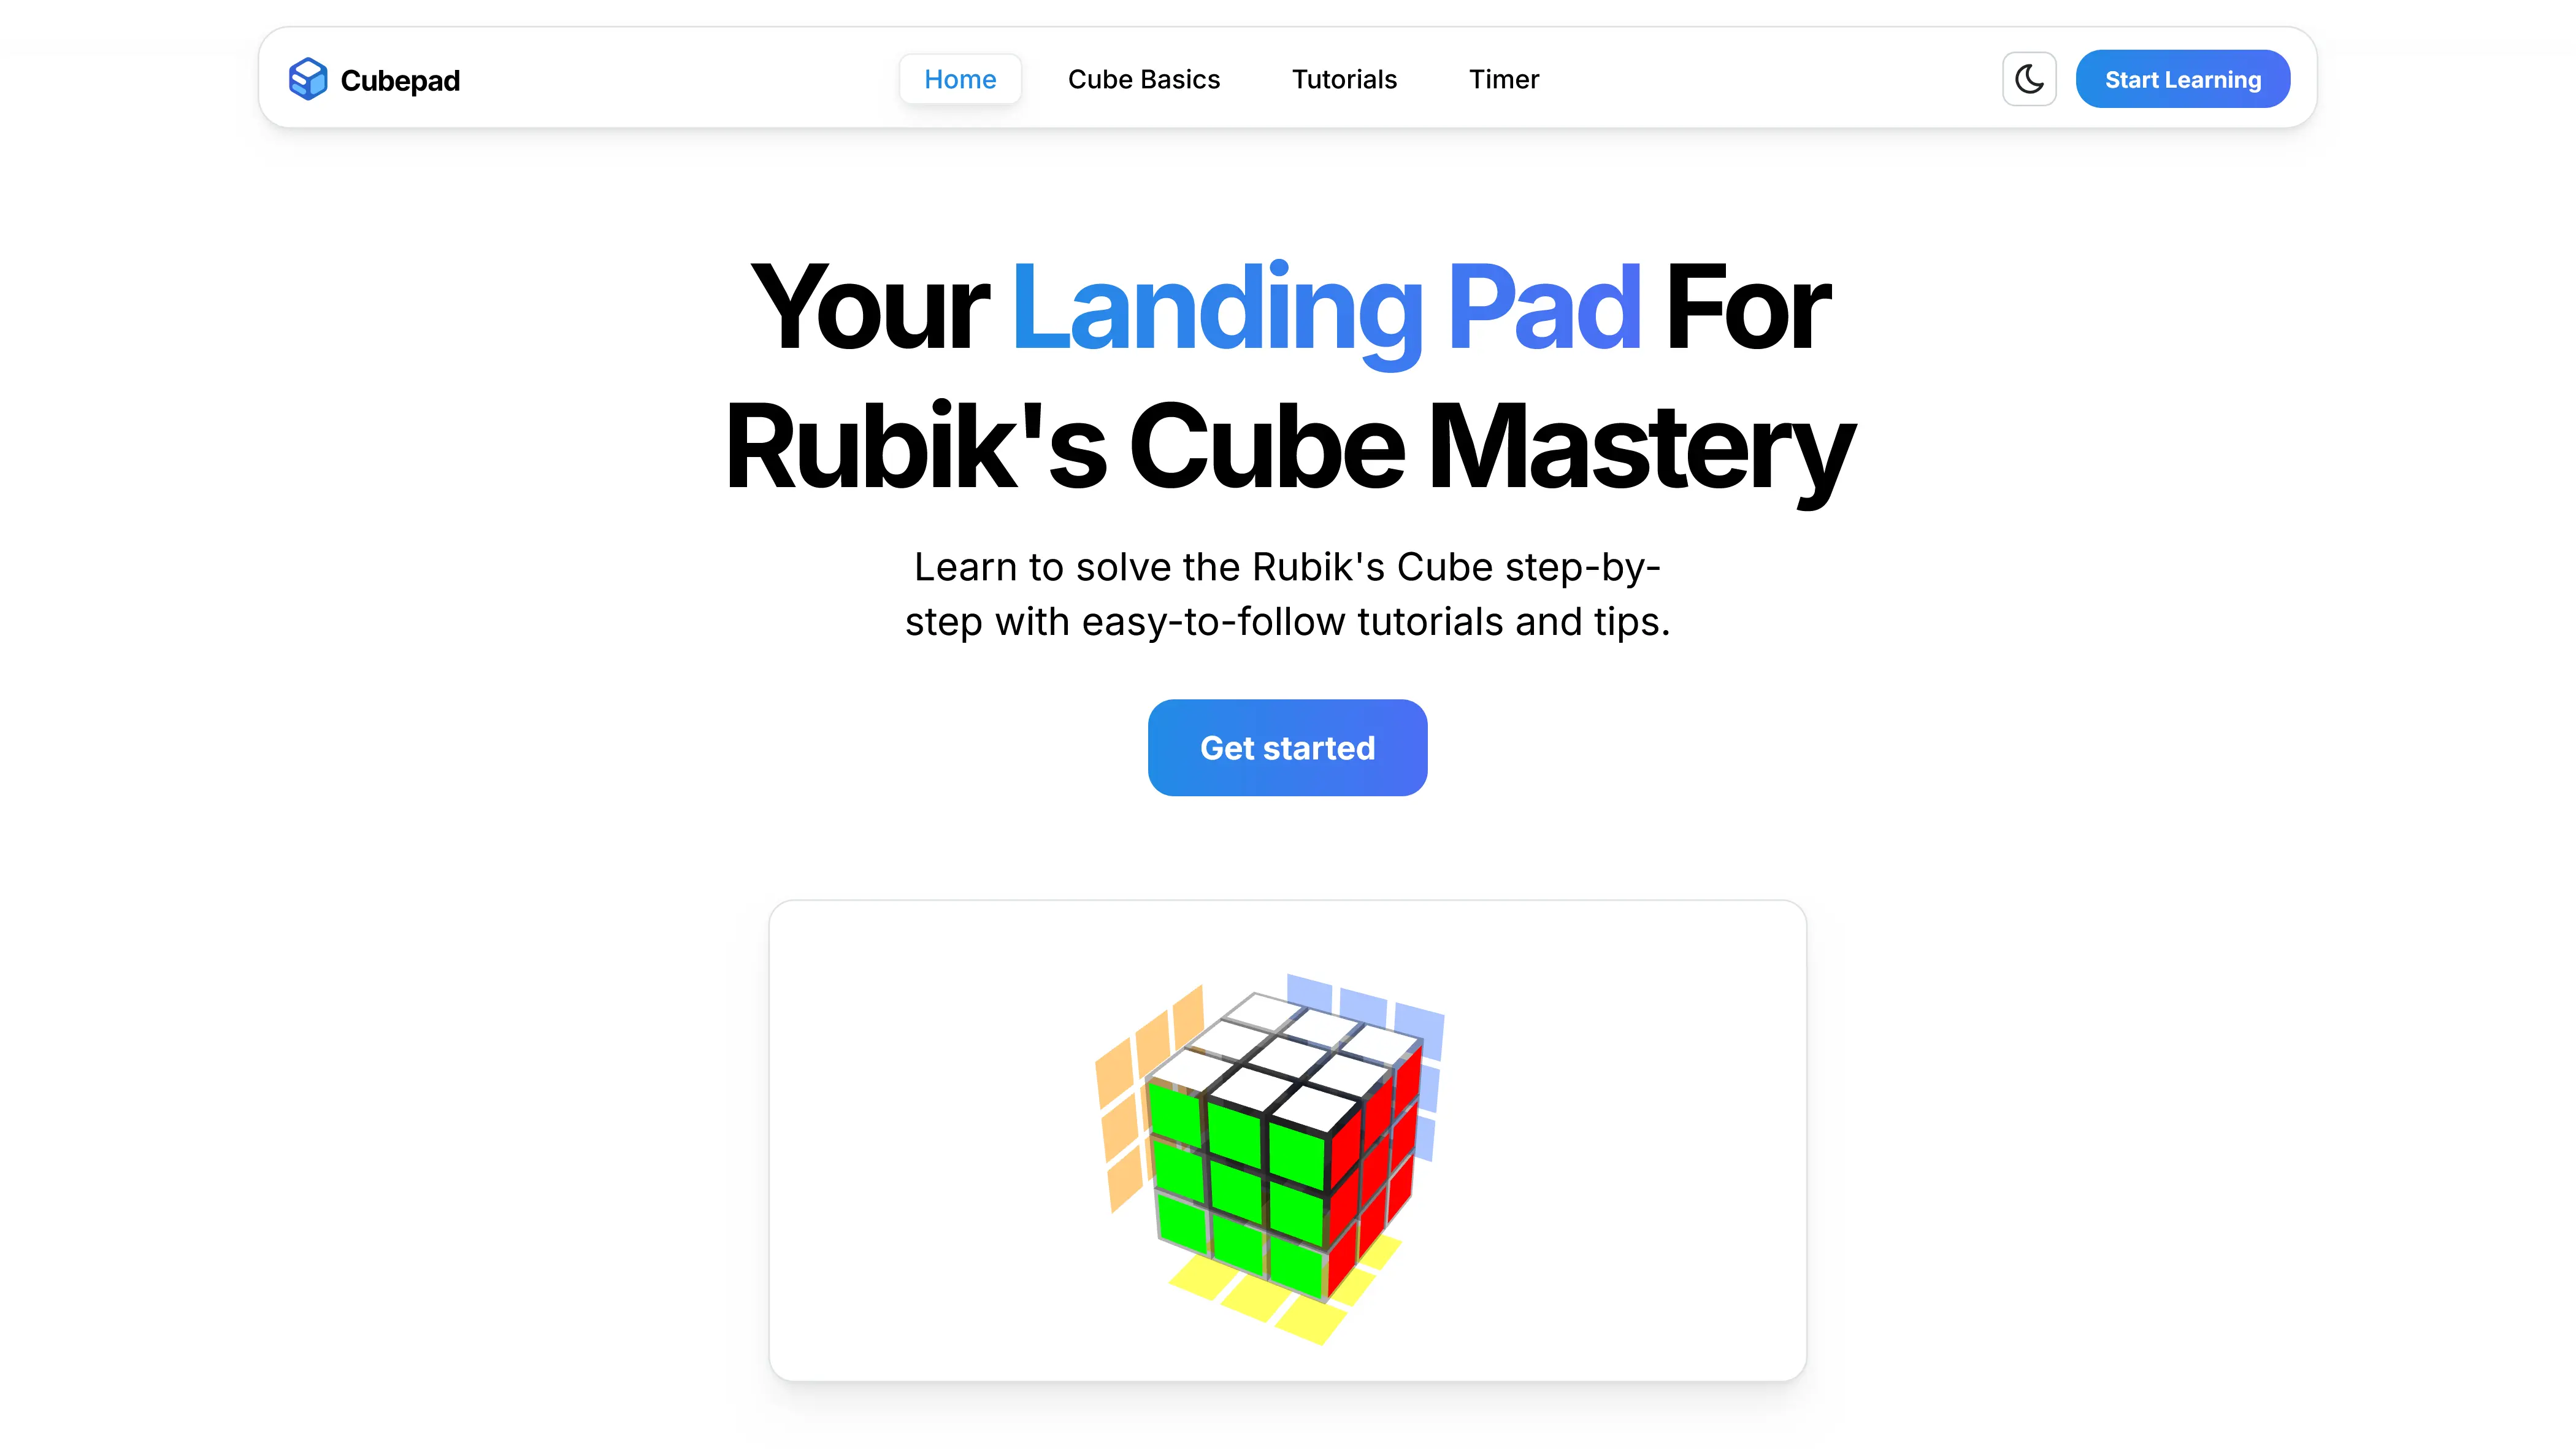 Cubepad
Home
Cube Basics
Tutorials
Timer
Start Learning
Your Landing Pad For
Rubik's Cube Mastery
Learn to solve the Rubik's Cube step-by-
step with easy-to-follow tutorials and tips.
Get started